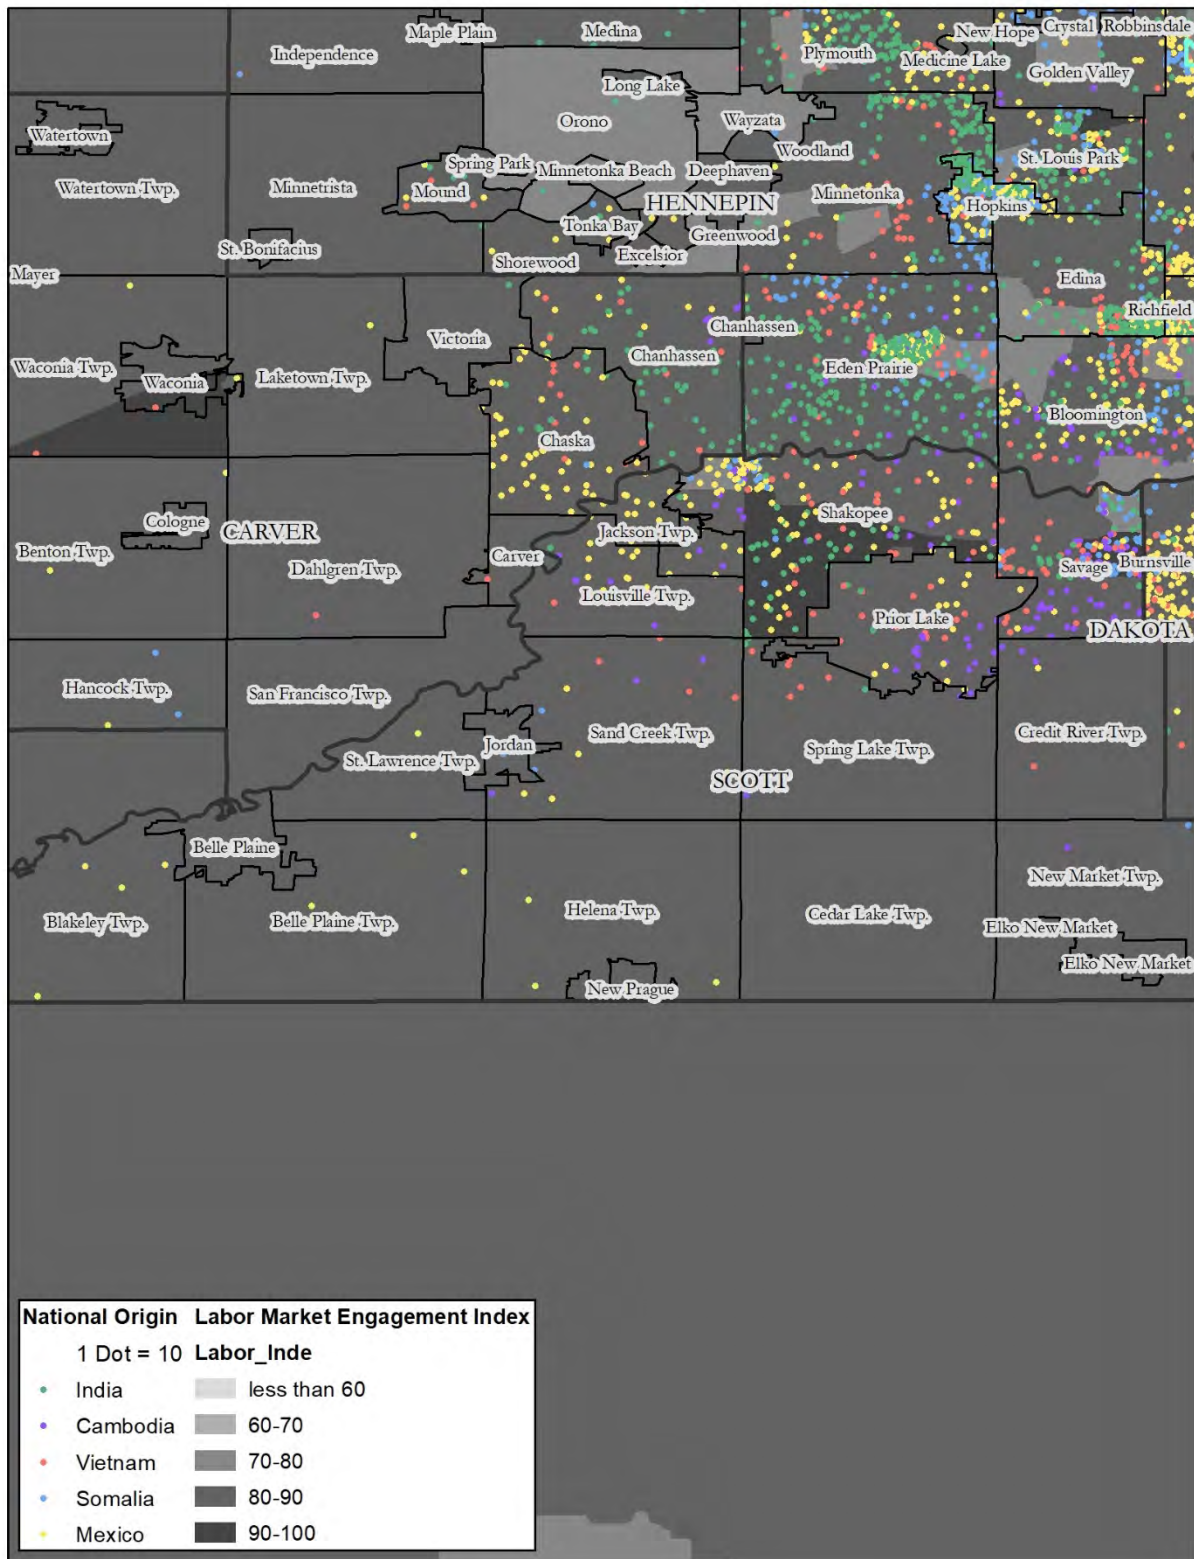 Maple Plain
Medina
New Hope
Crystal
Robbinsdale
Independence
Plymouth
Medicine Lake
Golden Valley
Long Lake
Orono
Wayzata
Watertown
Woodland
St. Louis Park
Spring Park
Minnetonka Beach
Deephaven
Watertown Twp.
Minnetrista
Mound
HENNEPIN
Minnetonka
Hopkins
Tonka Bay
Greenwood
St. Bonifacius
Shorewood
Excelsior
Mayer
Edina
Richfield
Chanhassen
Victoria
Chanhassen
Waconia Twp.
Waconia
Laketown Twp.
Eden Prairie
Bloomington
Chaska
Cologne
CARVER
Shakopee
Jackson Twp.
Benton Twp.
Carver
Dahlgren Twp.
Savage
Burnsville
Louisville Twp.
Prior Lake
DAKOTA
Hancock Twp.
San Francisco Twp.
Sand Creek Twp.
Credit River Twp.
Jordan
Spring Lake Twp.
St. Lawrence Twp.
SCOTT
Belle Plaine
New Market Twp.
Blakeley Twp.
Belle Plaine Twp.
Helena Twp.
Cedar Lake Twp.
Elko New Market
Elko New Market
New Prague
National Origin Labor Market Engagement Index
1 Dot = 10 Labor_Inde
India less than 60
Cambodia 60-70
Vietnam 70-80
Somalia 80-90
Mexico 90-100